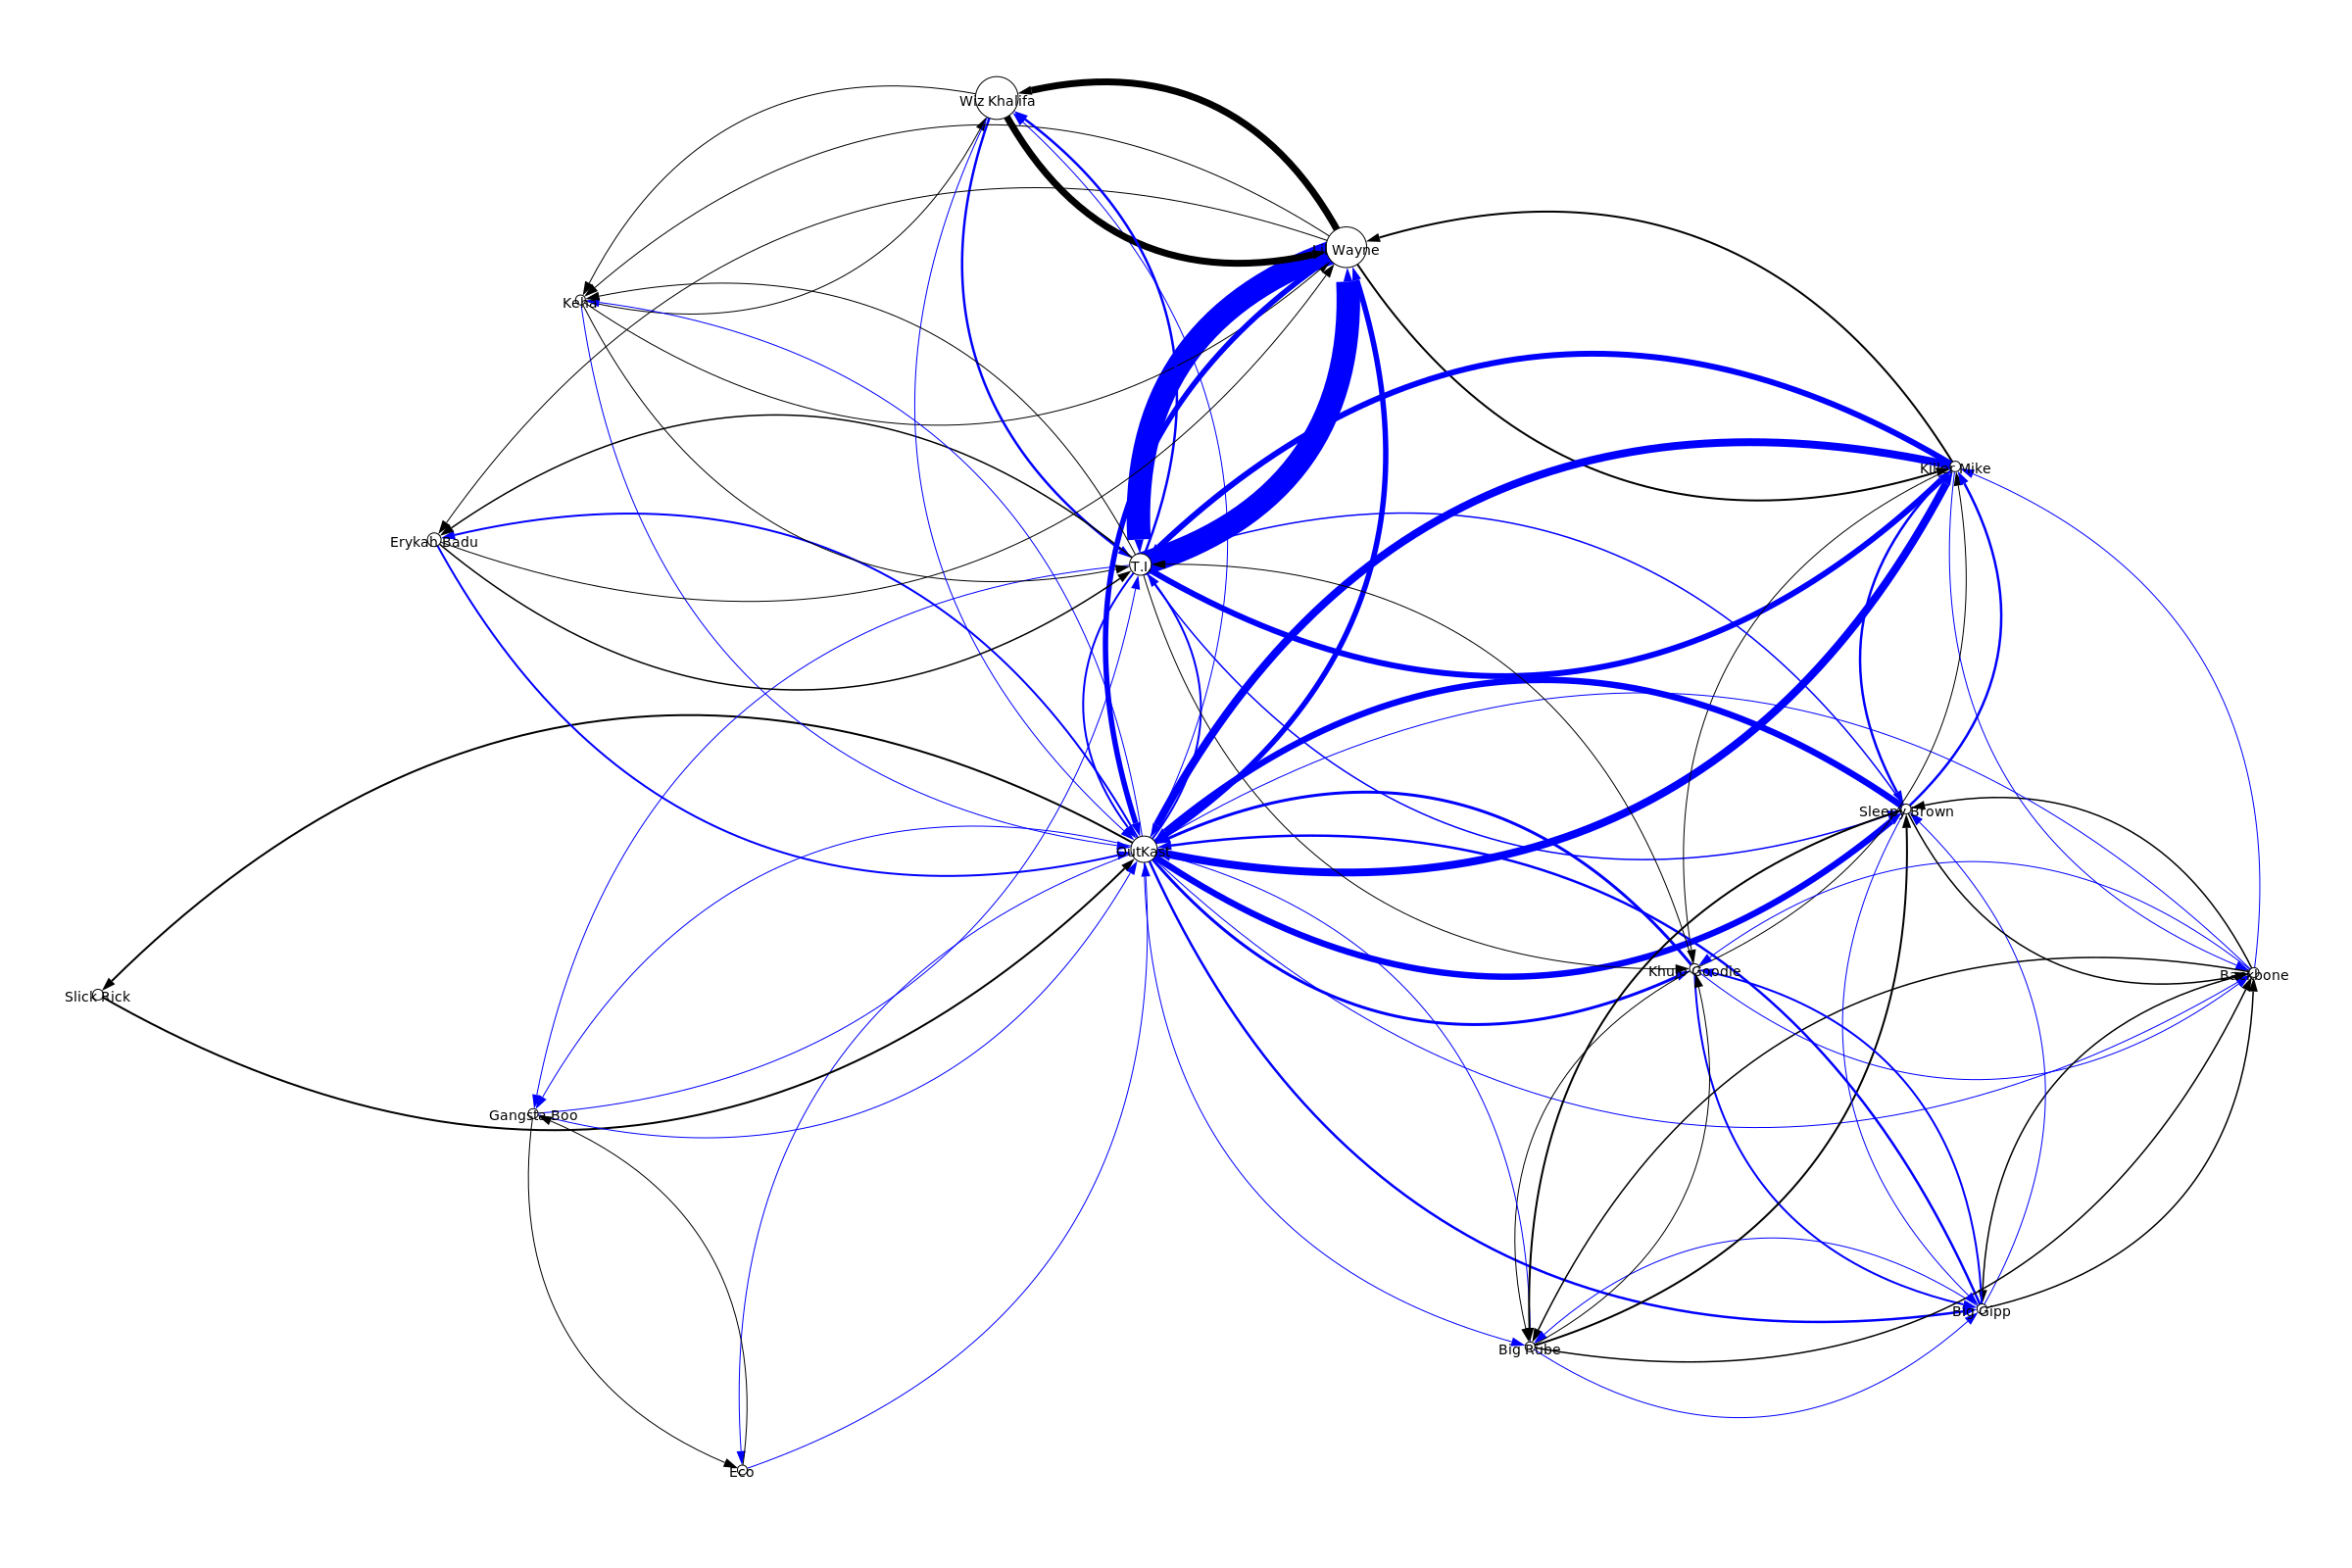 Wiz Khalifa
Wayne
Keha
Killer Mike
Erykah Badu
T.I
Sleepy Brown
OutKast
Khujo Goodie
Backbone
Slick Rick
Gangsta Boo
Big Gipp
Big Rube
Eco